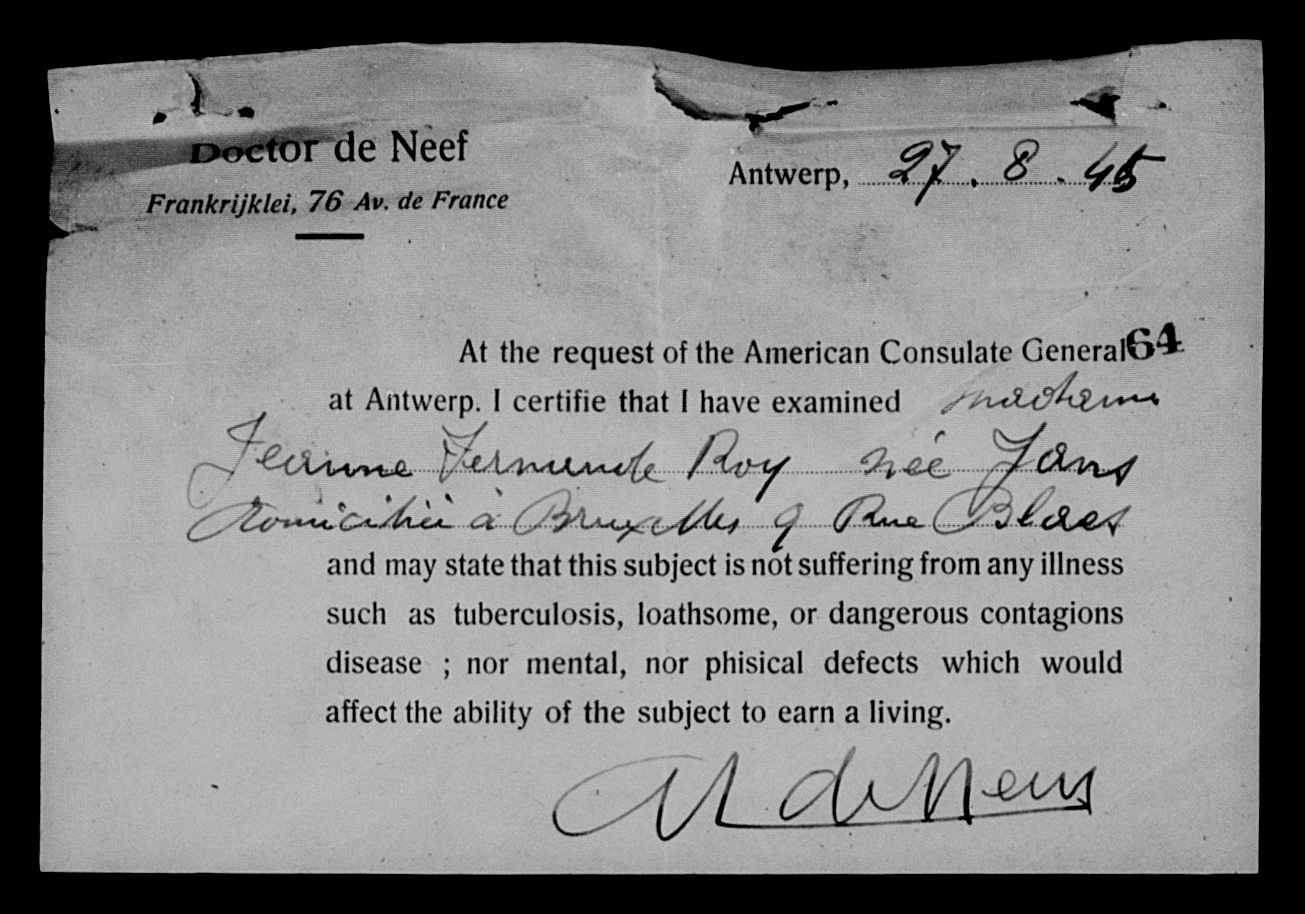 Doctor de Neef
Frankrijklei, 76 Av. de France
Antwerp, 27.8.45
At the request of the American Consulate General 64
at Antwerp. I certifie that I have examined madame
Jeanne Fernande Roy née Jans
domiciliée à Bruxelles 9 Rue Blaes
and may state that this subject is not suffering from any illness
such as tuberculosis, loathsome, or dangerous contagions
disease ; nor mental, nor phisical defects which would
affect the ability of the subject to earn a living.